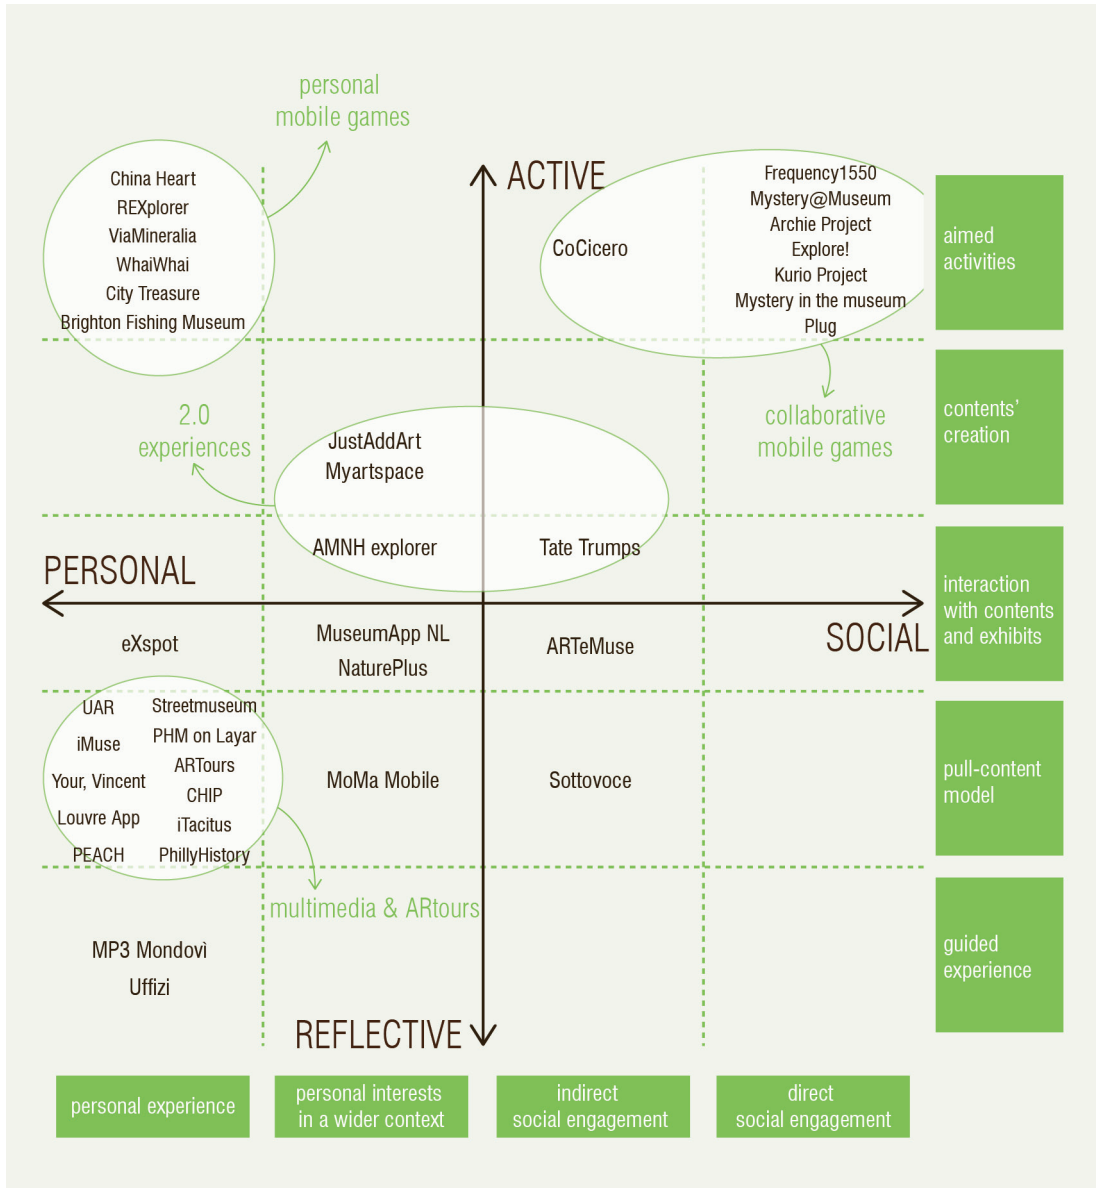 personal
mobile games
China Heart
REXplorer
ViaMineralia
WhaiWhai
City Treasure
Brighton Fishing Museum
ACTIVE
CoCicero
Frequency1550
Mystery@Museum
Archie Project
Explore!
Kurio Project
Mystery in the museum
Plug
aimed
activities
2.0
experiences
JustAddArt
Myartspace
collaborative
mobile games
contents'
creation
AMNH explorer
Tate Trumps
PERSONAL
SOCIAL
interaction
with contents
and exhibits
eXspot
MuseumApp NL
NaturePlus
ARTeMuse
UAR
iMuse
Your, Vincent
Louvre App
PEACH
Streetmuseum
PHM on Layar
ARTours
CHIP
iTacitus
PhillyHistory
MoMa Mobile
Sottovoce
pull-content
model
multimedia & ARtours
MP3 Mondovì
Uffizi
guided
experience
REFLECTIVE
personal experience
personal interests
in a wider context
indirect
social engagement
direct
social engagement